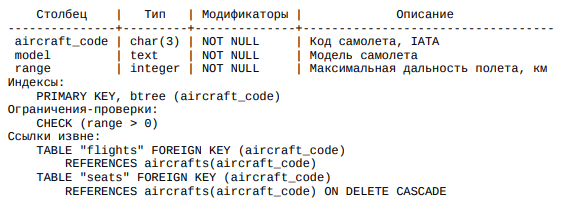 Столбец | Тип | Модификаторы | Описание
--------------+---------+--------------+-----------------------------------
aircraft_code | char(3) | NOT NULL | Код самолета, IATA
model | text | NOT NULL | Модель самолета
range | integer | NOT NULL | Максимальная дальность полета, км
Индексы:
PRIMARY KEY, btree (aircraft_code)
Ограничения-проверки:
CHECK (range > 0)
Ссылки извне:
TABLE "flights" FOREIGN KEY (aircraft_code)
REFERENCES aircrafts(aircraft_code)
TABLE "seats" FOREIGN KEY (aircraft_code)
REFERENCES aircrafts(aircraft_code) ON DELETE CASCADE